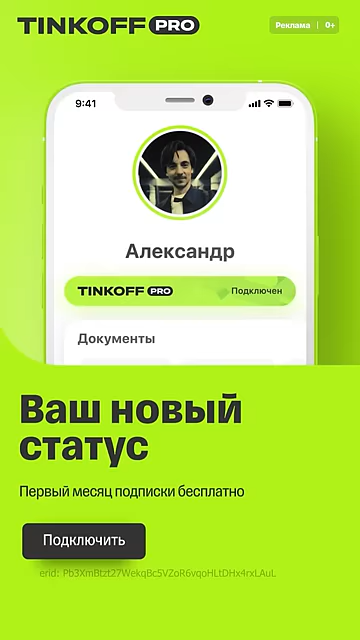 TINKOFF PRO
Реклама | 0+
9:41
Александр
TINKOFF PRO Подключен
Документы
Ваш новый
статус
Первый месяц подписки бесплатно
Подключить
erid: Pb3XmBtzt27WekqBc5VZoR6vqoHLtDHx4rxLAuL